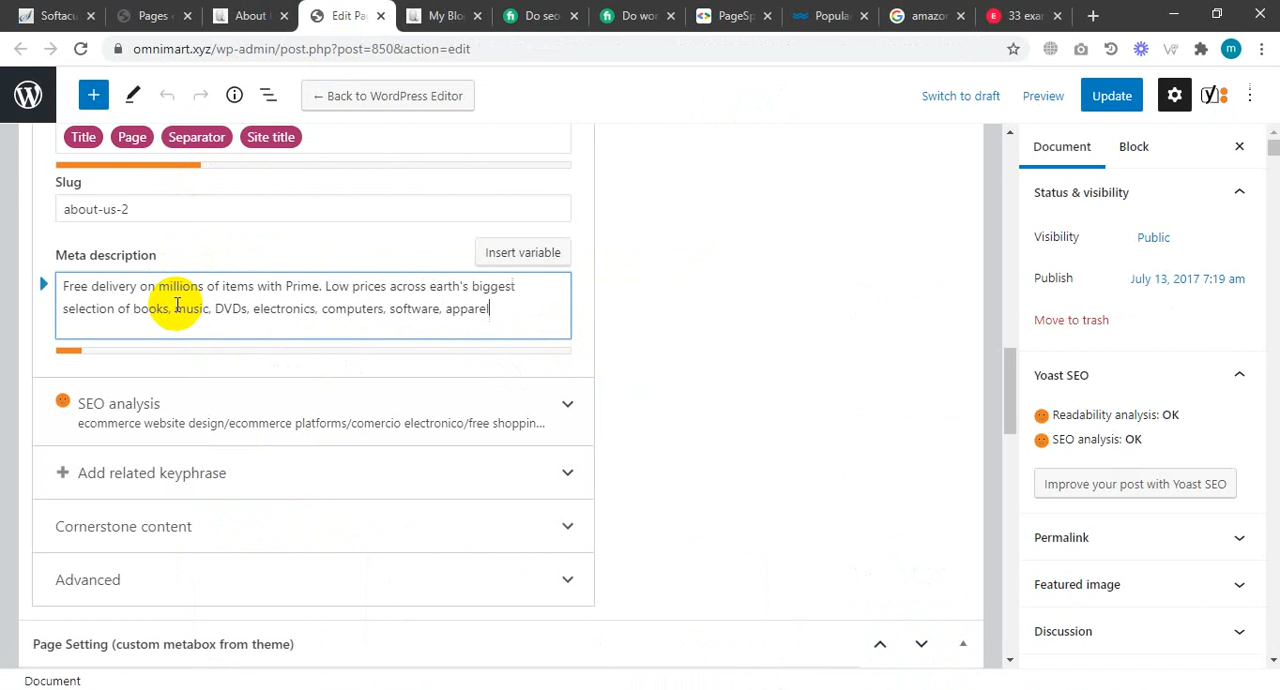 Softacu
Pages
About
Edit Pa
My Blo
Do seo
Do wor
PageSp
Popula
amazor
33 exa
omnimart.xyz/wp-admin/post.php?post=850&action=edit
m
← Back to WordPress Editor
Switch to draft
Preview
Update
Title
Page
Separator
Site title
Slug
about-us-2
Meta description
Insert variable
Free delivery on millions of items with Prime. Low prices across earth's biggest
selection of books, music, DVDs, electronics, computers, software, apparel
SEO analysis
ecommerce website design/ecommerce platforms/comercio electronico/free shoppin...
Add related keyphrase
Cornerstone content
Advanced
Page Setting (custom metabox from theme)
Document
Document
Block
Status & visibility
Visibility
Public
Publish
July 13, 2017 7:19 am
Move to trash
Yoast SEO
Readability analysis: OK
SEO analysis: OK
Improve your post with Yoast SEO
Permalink
Featured image
Discussion